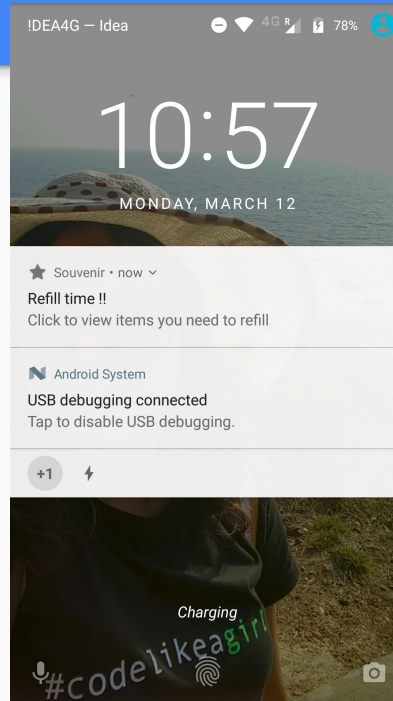 !DEA4G — Idea 4G R 78%
10:57
MONDAY, MARCH 12
Souvenir • now
Refill time !!
Click to view items you need to refill
Android System
USB debugging connected
Tap to disable USB debugging.
+1
Charging
#codelikeagirl